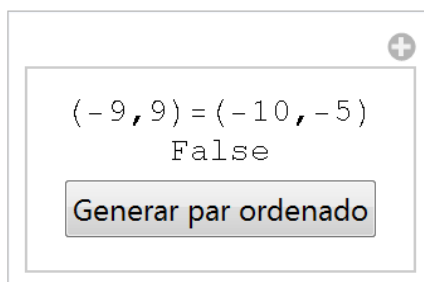 (-9,9)=(-10,-5)
False
Generar par ordenado